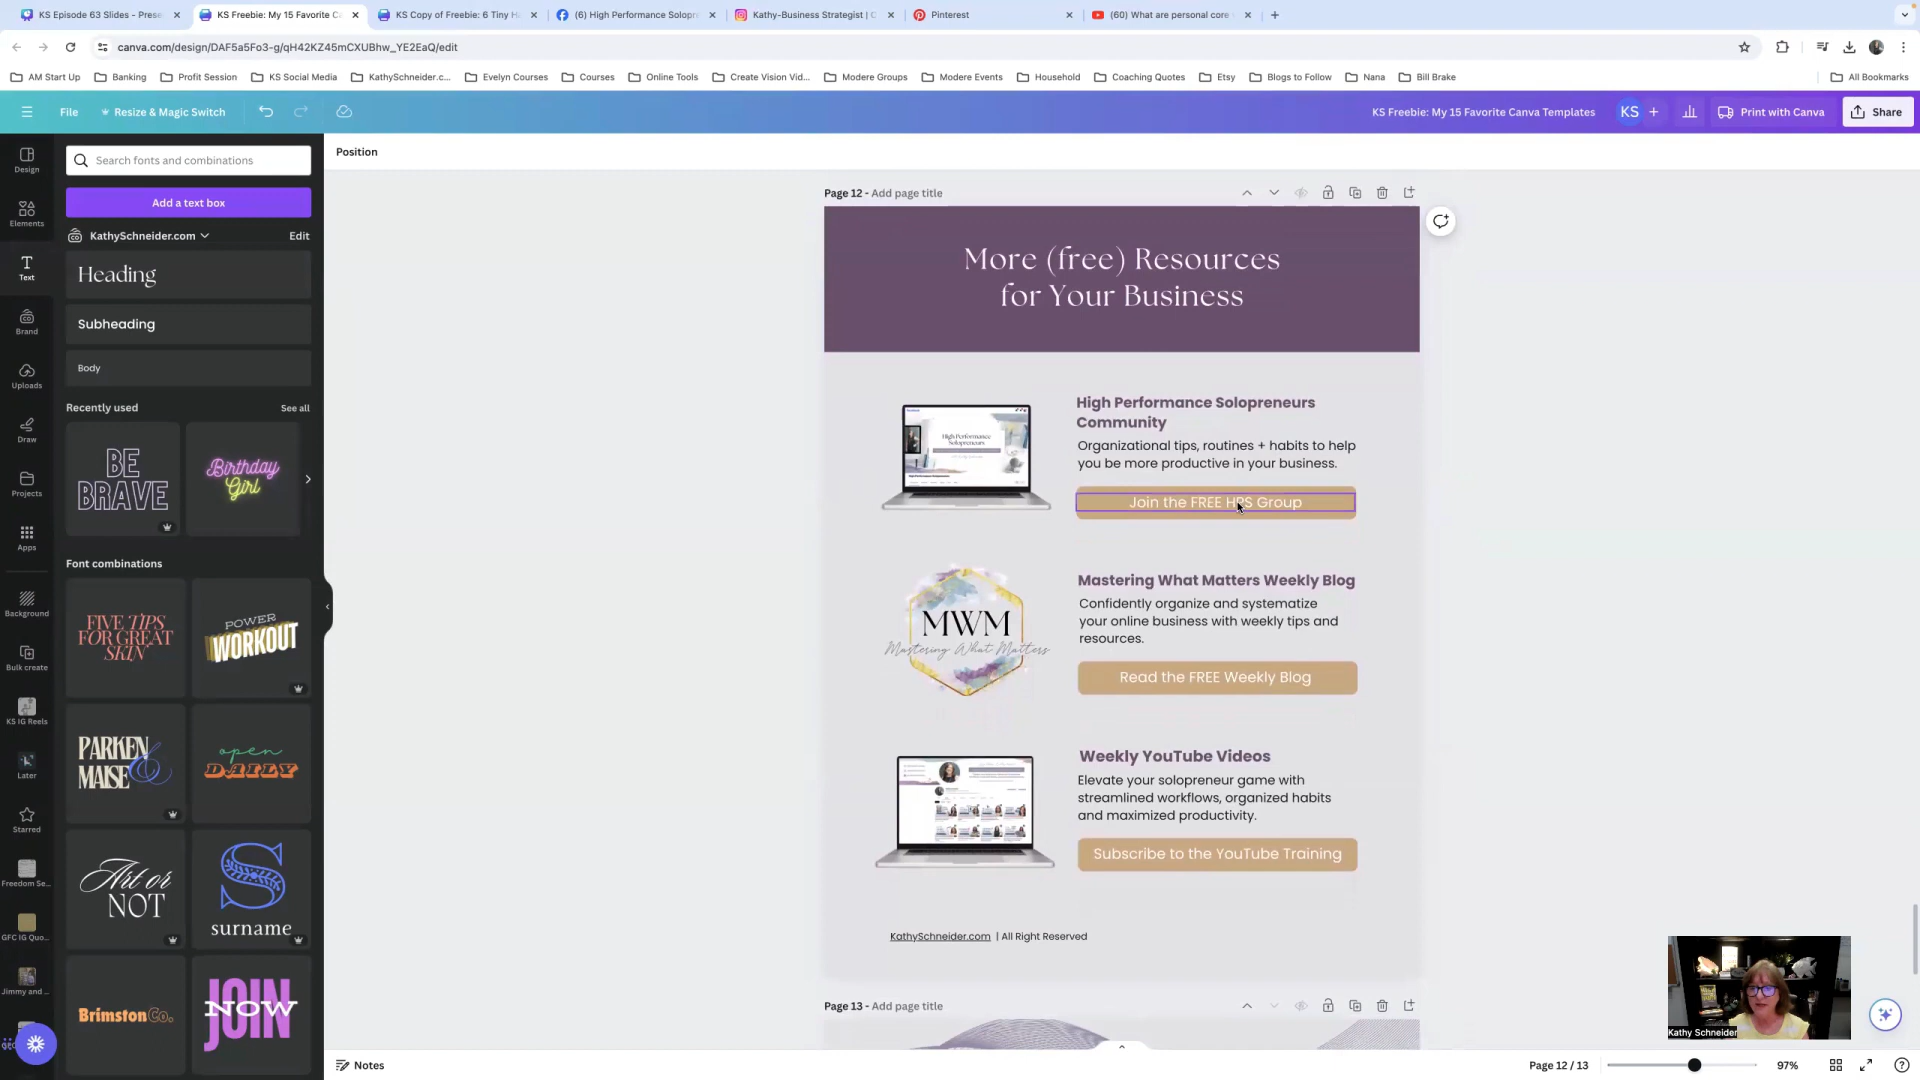 KS Episode 63 Slides - Prese
KS Freebie: My 15 Favorite Ca
KS Copy of Freebie: 6 Tiny Ha
(6) High Performance Solopr
Kathy-Business Strategist | C
Pinterest
(60) What are personal core
canva.com/design/DAF5a5Fo3-g/qH42KZ45mCXUBhw_YE2EaQ/edit
AM Start Up
Banking
Profit Session
KS Social Media
KathySchneider.c...
Evelyn Courses
Courses
Online Tools
Create Vision Vid...
Modere Groups
Modere Events
Household
Coaching Quotes
Etsy
Blogs to Follow
Nana
Bill Brake
All Bookmarks
File
Resize & Magic Switch
KS Freebie: My 15 Favorite Canva Templates
KS
Print with Canva
Share
Design
Elements
Text
Brand
Uploads
Draw
Projects
Apps
Background
Bulk create
KS IG Reels
Later
Starred
Freedom Se...
GFC IG Quo...
Jimmy and ...
Search fonts and combinations
Add a text box
KathySchneider.com
Edit
Heading
Subheading
Body
Recently used
See all
BE
BRAVE
Birthday
Girl
Font combinations
FIVE TIPS
FOR GREAT
SKIN
POWER
WORKOUT
PARKEN
& MAISE
open
DAILY
Art or
NOT
S
surname
Brimston Co.
JOIN
NOW
Position
Page 12 - Add page title
More (free) Resources
for Your Business
High Performance
Solopreneurs
High Performance Solopreneurs
Community
Organizational tips, routines + habits to help
you be more productive in your business.
Join the FREE HPS Group
MWM
Mastering What Matters
Mastering What Matters Weekly Blog
Confidently organize and systematize
your online business with weekly tips and
resources.
Read the FREE Weekly Blog
Weekly YouTube Videos
Elevate your solopreneur game with
streamlined workflows, organized habits
and maximized productivity.
Subscribe to the YouTube Training
KathySchneider.com | All Right Reserved
Page 13 - Add page title
Kathy Schneider
Notes
Page 12 / 13
97%